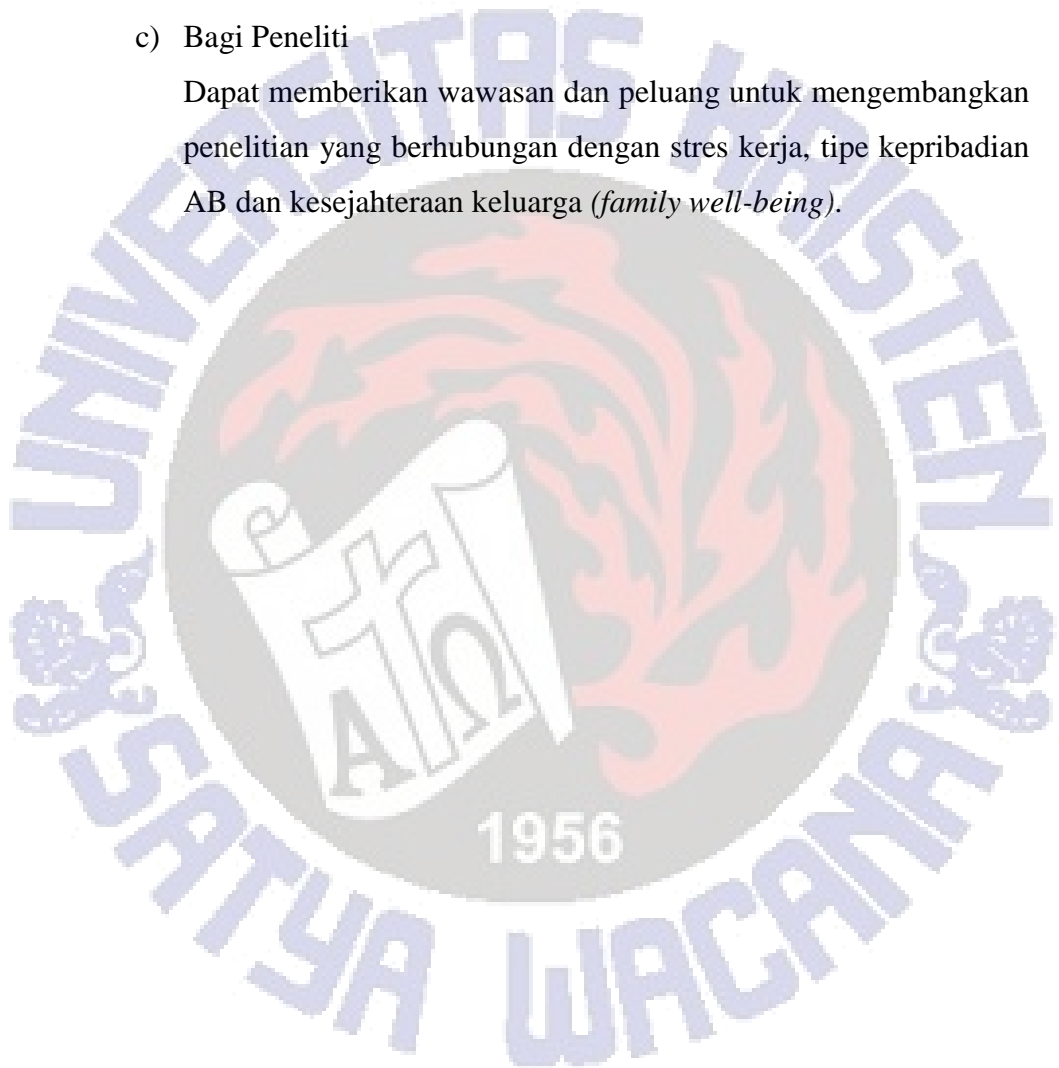 c) Bagi Peneliti
Dapat memberikan wawasan dan peluang untuk mengembangkan
penelitian yang berhubungan dengan stres kerja, tipe kepribadian
AB dan kesejahteraan keluarga (family well-being).
UNIVERSITAS KRISTEN
SATYA WACANA
Α Ω
1956